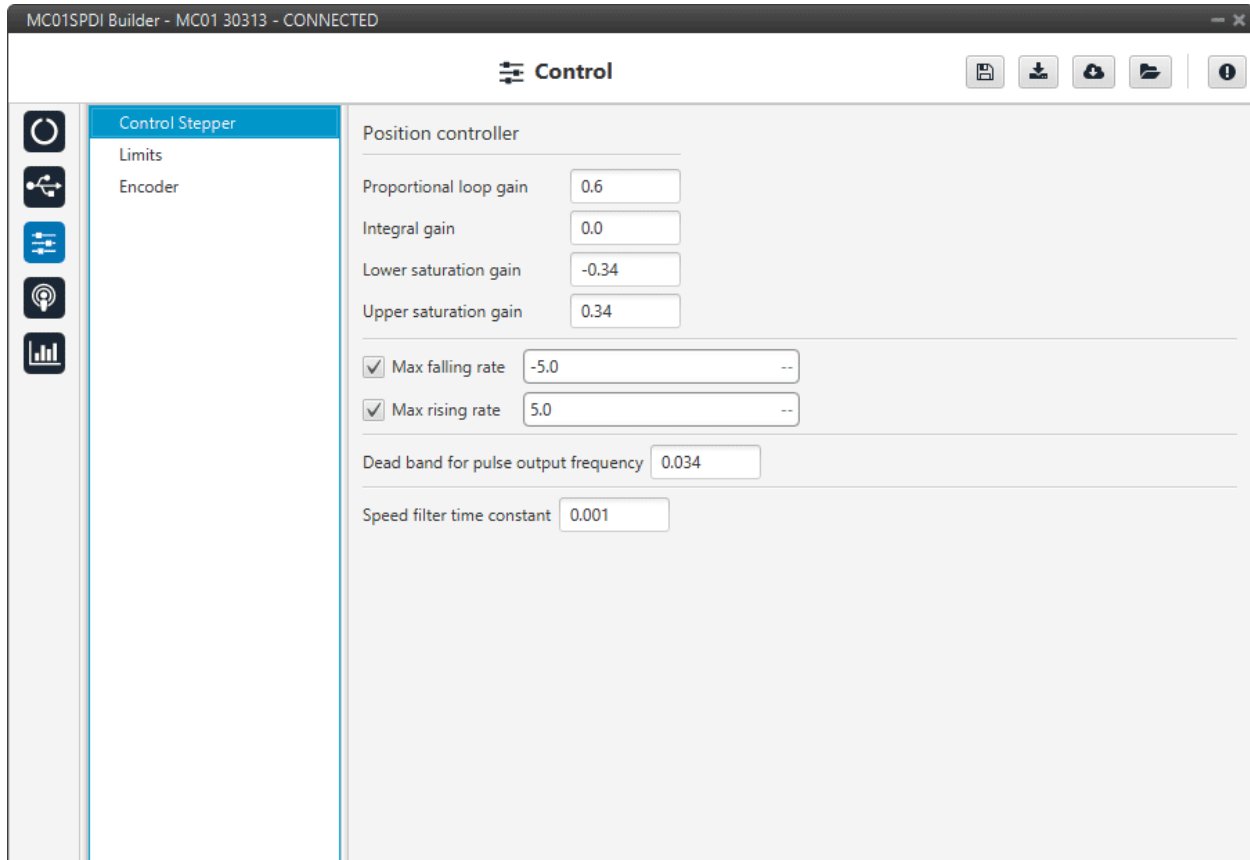 MC01SPDI Builder - MC01 30313 - CONNECTED
Control
Control Stepper
Limits
Encoder
Position controller
Proportional loop gain 0.6
Integral gain 0.0
Lower saturation gain -0.34
Upper saturation gain 0.34
Max falling rate -5.0 --
Max rising rate 5.0 --
Dead band for pulse output frequency 0.034
Speed filter time constant 0.001